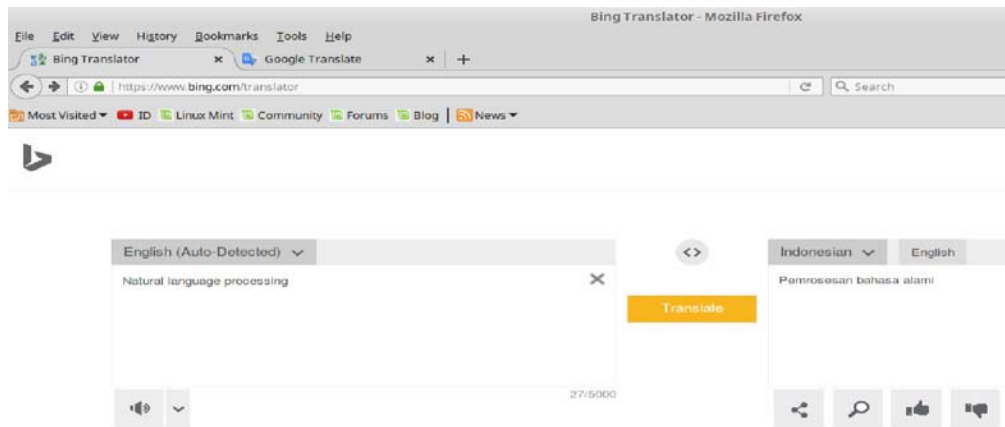 Bing Translator - Mozilla Firefox
File Edit View History Bookmarks Tools Help
Bing Translator Google Translate
https://www.bing.com/translator Search
Most Visited ID Linux Mint Community Forums Blog News
English (Auto-Detected) Indonesian English
Natural language processing Pemrosesan bahasa alami
Translate
27/5000